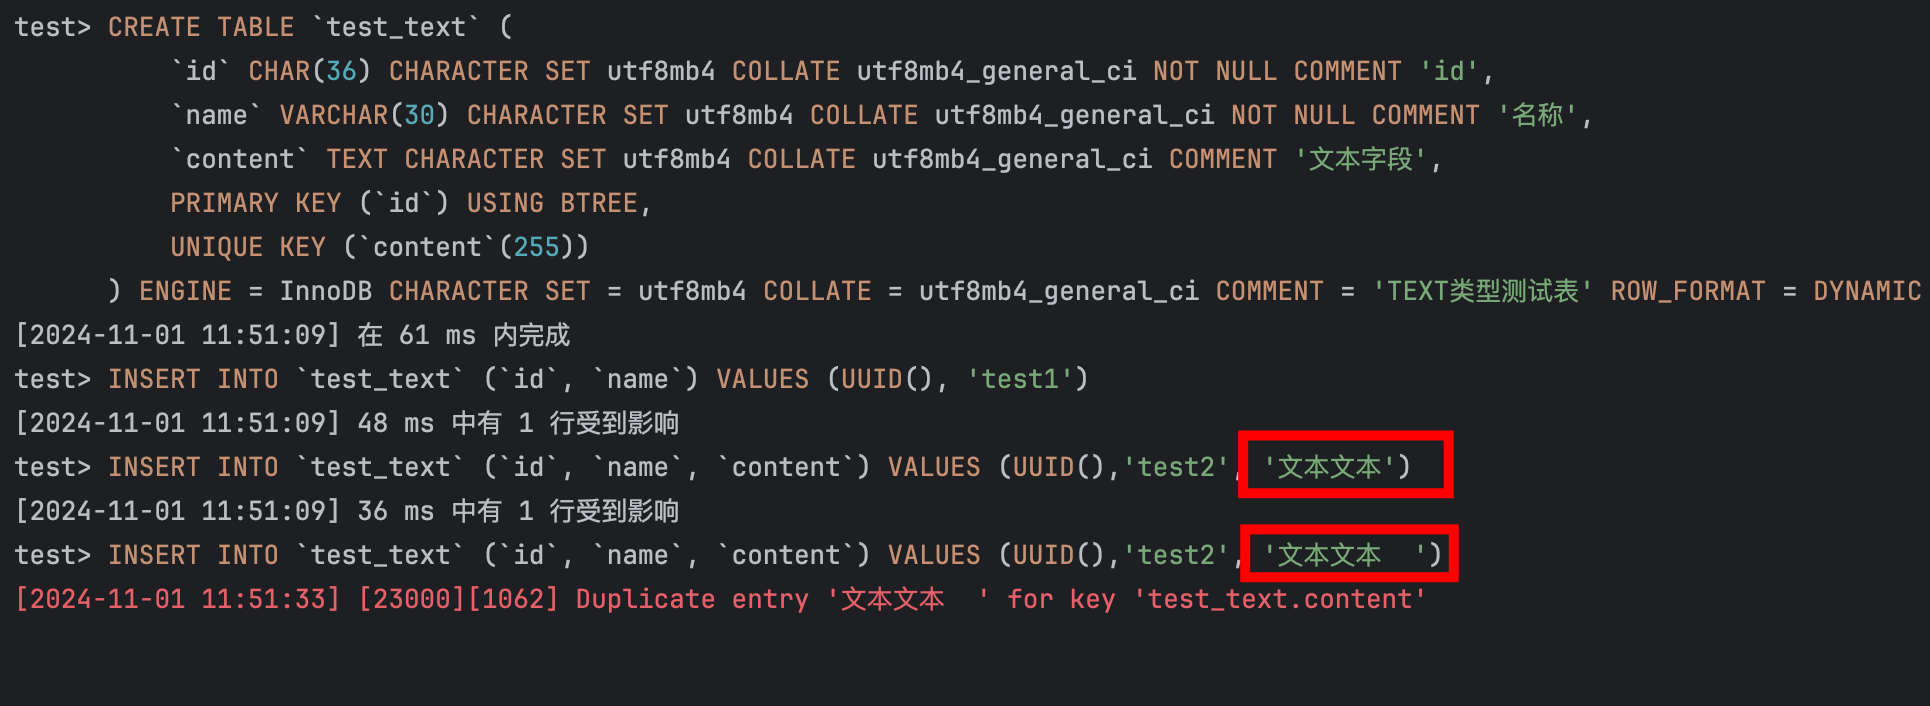 test> CREATE TABLE `test_text` (
`id` CHAR(36) CHARACTER SET utf8mb4 COLLATE utf8mb4_general_ci NOT NULL COMMENT 'id',
`name` VARCHAR(30) CHARACTER SET utf8mb4 COLLATE utf8mb4_general_ci NOT NULL COMMENT '名称',
`content` TEXT CHARACTER SET utf8mb4 COLLATE utf8mb4_general_ci COMMENT '文本字段',
PRIMARY KEY (`id`) USING BTREE,
UNIQUE KEY (`content`(255))
) ENGINE = InnoDB CHARACTER SET = utf8mb4 COLLATE = utf8mb4_general_ci COMMENT = 'TEXT类型测试表' ROW_FORMAT = DYNAMIC
[2024-11-01 11:51:09] 在 61 ms 内完成
test> INSERT INTO `test_text` (`id`, `name`) VALUES (UUID(), 'test1')
[2024-11-01 11:51:09] 48 ms 中有 1 行受到影响
test> INSERT INTO `test_text` (`id`, `name`, `content`) VALUES (UUID(),'test2', '文本文本')
[2024-11-01 11:51:09] 36 ms 中有 1 行受到影响
test> INSERT INTO `test_text` (`id`, `name`, `content`) VALUES (UUID(),'test2', '文本文本  ')
[2024-11-01 11:51:33] [23000][1062] Duplicate entry '文本文本  ' for key 'test_text.content'